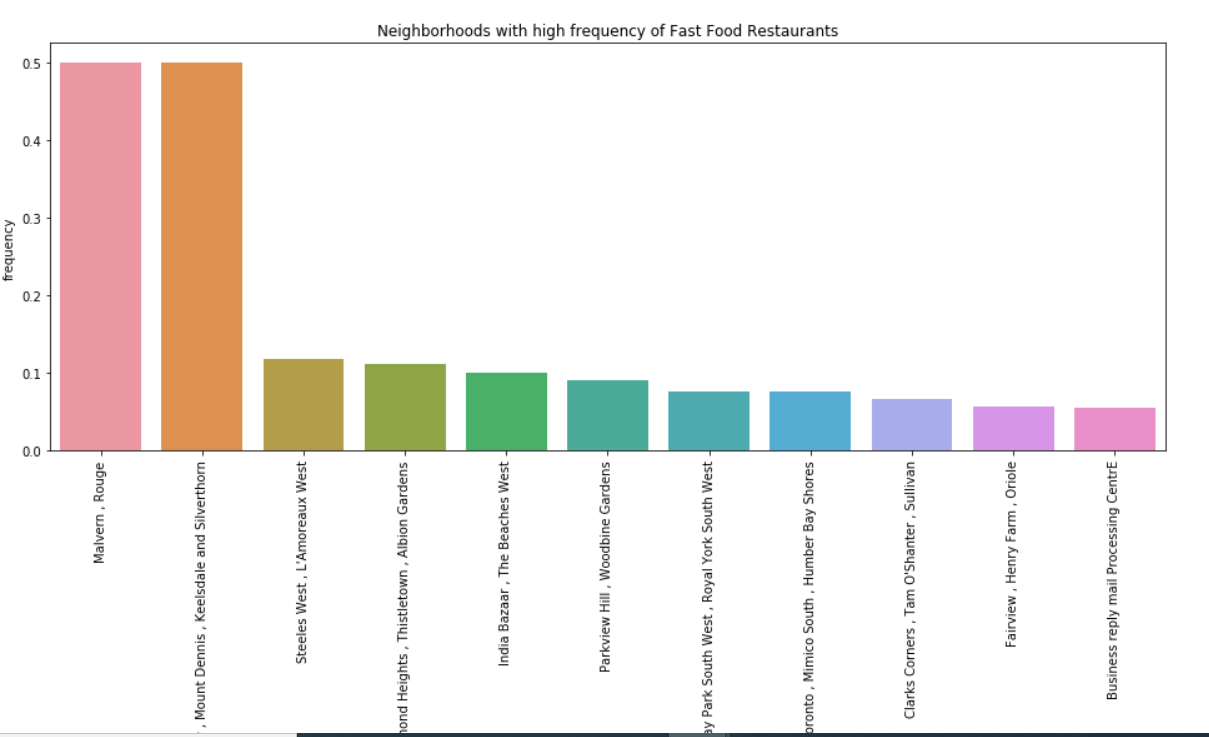 Neighborhoods with high frequency of Fast Food Restaurants
0.5
0.4
0.3
0.2
0.1
0.0
frequency
Malvern , Rouge
, Mount Dennis , Keelsdale and Silverthorn
Steeles West , L'Amoreaux West
Heights , Thistletown , Albion Gardens
India Bazaar , The Beaches West
Parkview Hill , Woodbine Gardens
Park South West , Royal York South West
, Mimico South , Humber Bay Shores
Clarks Corners , Tam O'Shanter , Sullivan
Fairview , Henry Farm , Oriole
Business reply mail Processing CentrE